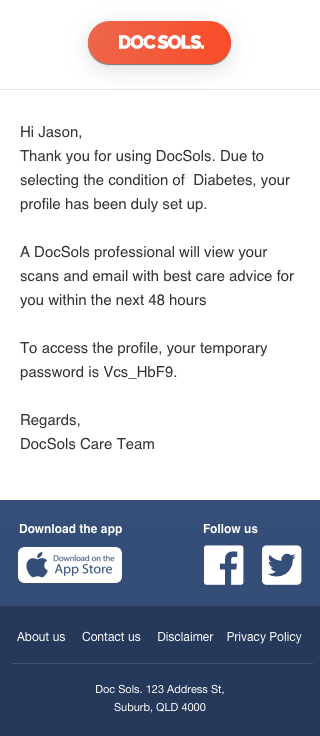 DOC SOLS.
Hi Jason,
Thank you for using DocSols. Due to
selecting the condition of  Diabetes, your
profile has been duly set up.
A DocSols professional will view your
scans and email with best care advice for
you within the next 48 hours
To access the profile, your temporary
password is Vcs_HbF9.
Regards,
DocSols Care Team
Download the app
Follow us
Download on the
App Store
About us
Contact us
Disclaimer
Privacy Policy
Doc Sols. 123 Address St,
Suburb, QLD 4000